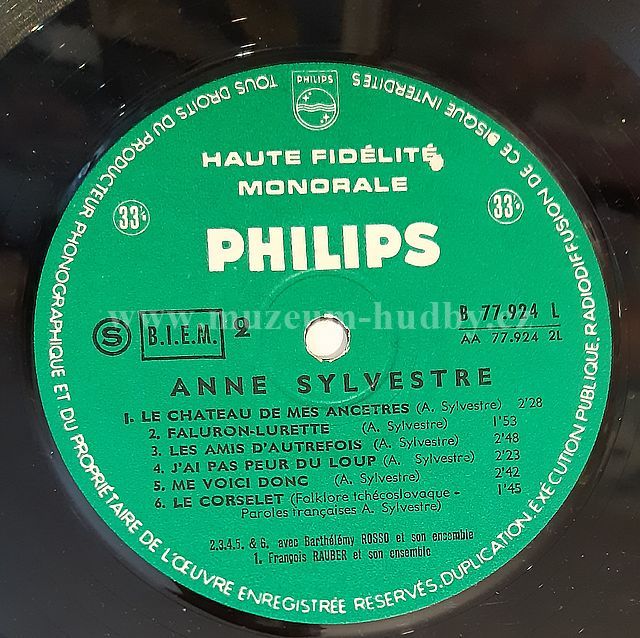 PHILIPS
HAUTE FIDÉLITÉ
MONORALE
33⅓
33⅓
PHILIPS
www.muzeum-hudby.cz
S B.I.E.M. 2
B 77.924 L
AA 77.924 2L
ANNE SYLVESTRE
1. LE CHATEAU DE MES ANCETRES (A. Sylvestre) 2'28
2. FALURON-LURETTE (A. Sylvestre) 1'53
3. LES AMIS D'AUTREFOIS (A. Sylvestre) 2'48
4. J'AI PAS PEUR DU LOUP (A. Sylvestre) 2'23
5. ME VOICI DONC (A. Sylvestre) 2'42
6. LE CORSELET (Folklore tchécoslovaque - 1'45
Paroles françaises A. Sylvestre)
2.3.4.5. & 6. avec Barthélémy ROSSO et son ensemble
1. François RAUBER et son ensemble
TOUS DROITS DU PRODUCTEUR PHONOGRAPHIQUE ET DU PROPRIÉTAIRE DE L'ŒUVRE ENREGISTRÉE RÉSERVÉS. DUPLICATION. EXÉCUTION PUBLIQUE. RADIODIFFUSION DE CE DISQUE INTERDITES